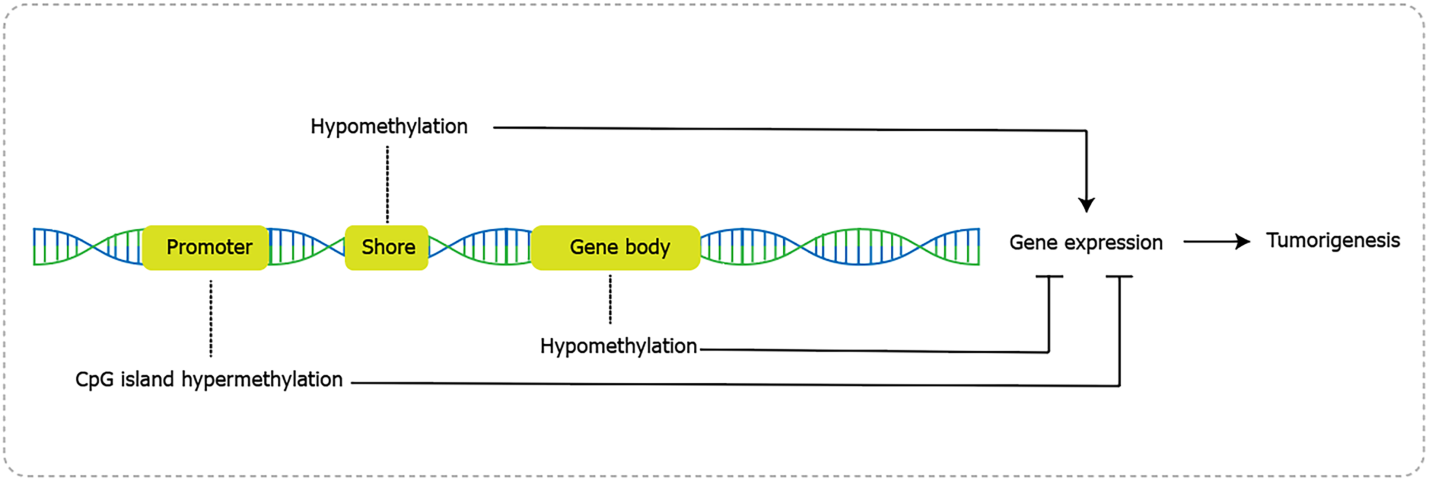 Hypomethylation
Promoter
Shore
Gene body
Gene expression
Tumorigenesis
Hypomethylation
CpG island hypermethylation